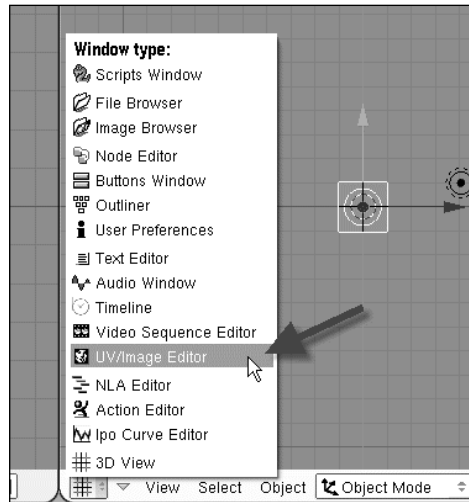 Window type:
Scripts Window
File Browser
Image Browser
Node Editor
Buttons Window
Outliner
User Preferences
Text Editor
Audio Window
Timeline
Video Sequence Editor
UV/Image Editor
NLA Editor
Action Editor
Ipo Curve Editor
3D View
View Select Object Object Mode